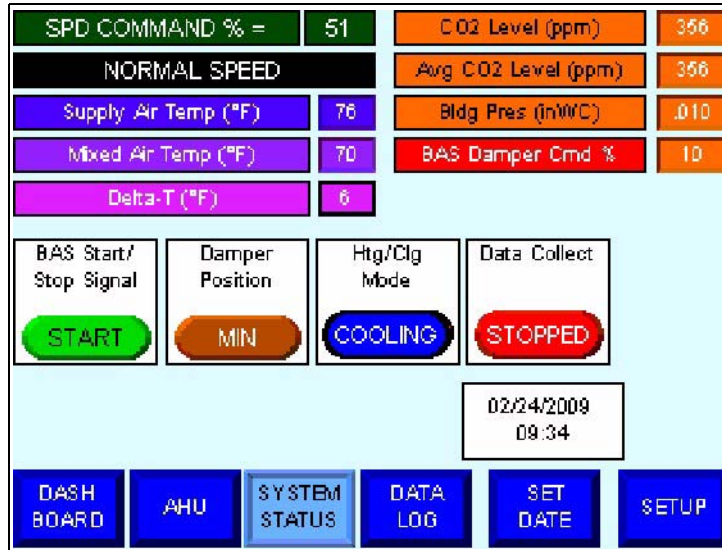 SPD COMMAND % = 51
NORMAL SPEED
Supply Air Temp (°F) 76
Mixed Air Temp (°F) 70
Delta-T (°F) 6
CO2 Level (ppm) 356
Avg CO2 Level (ppm) 356
Bldg Pres (inWC) .010
BAS Damper Cmd % 10
BAS Start/
Stop Signal
START
Damper
Position
MIN
Htg/Clg
Mode
COOLING
Data Collect
STOPPED
02/24/2009
09:34
DASH
BOARD
AHU
SYSTEM
STATUS
DATA
LOG
SET
DATE
SETUP